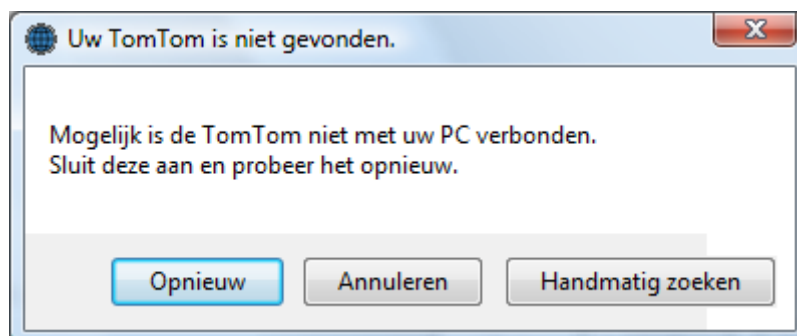 Uw TomTom is niet gevonden.
Mogelijk is de TomTom niet met uw PC verbonden.
Sluit deze aan en probeer het opnieuw.
Opnieuw Annuleren Handmatig zoeken